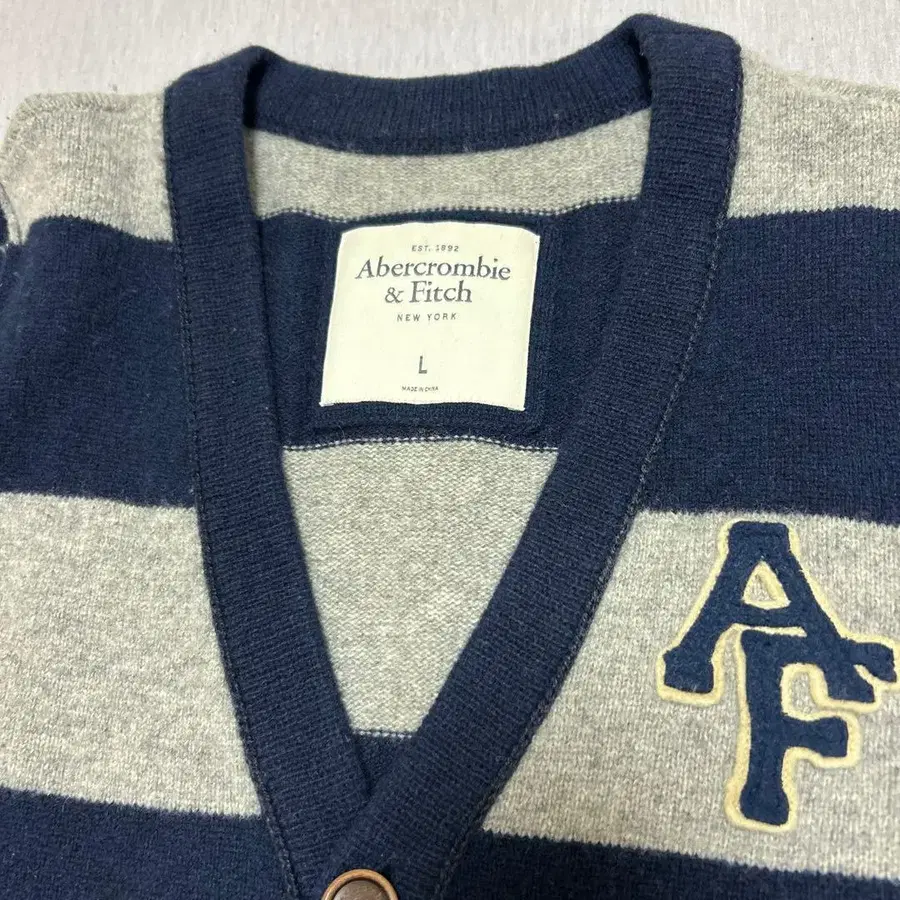 EST. 1892
Abercrombie
& Fitch
NEW YORK
L
MADE IN CHINA
AF